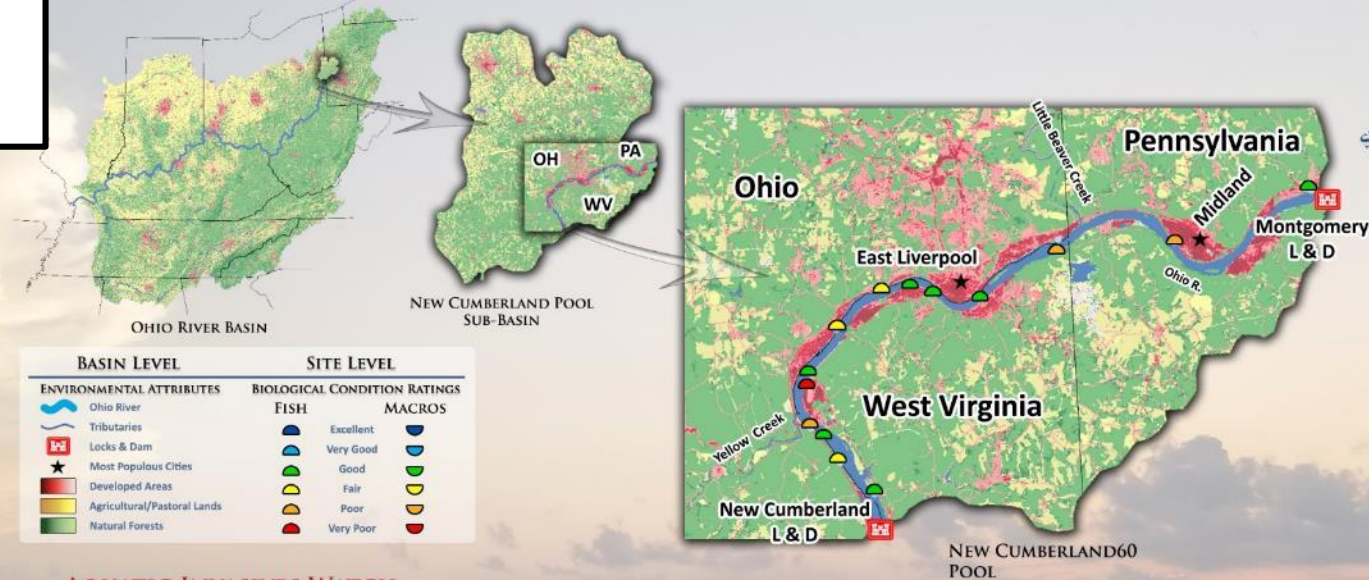 OHIO RIVER BASIN
OH
PA
WV
NEW CUMBERLAND POOL
SUB-BASIN
Ohio
Little Beaver Creek
Pennsylvania
Midland
Montgomery
L & D
Ohio R.
East Liverpool
West Virginia
Yellow Creek
New Cumberland
L & D
NEW CUMBERLAND60
POOL
BASIN LEVEL
ENVIRONMENTAL ATTRIBUTES
Ohio River
Tributaries
Locks & Dam
Most Populous Cities
Developed Areas
Agricultural/Pastoral Lands
Natural Forests
SITE LEVEL
BIOLOGICAL CONDITION RATINGS
FISH MACROS
Excellent
Very Good
Good
Fair
Poor
Very Poor